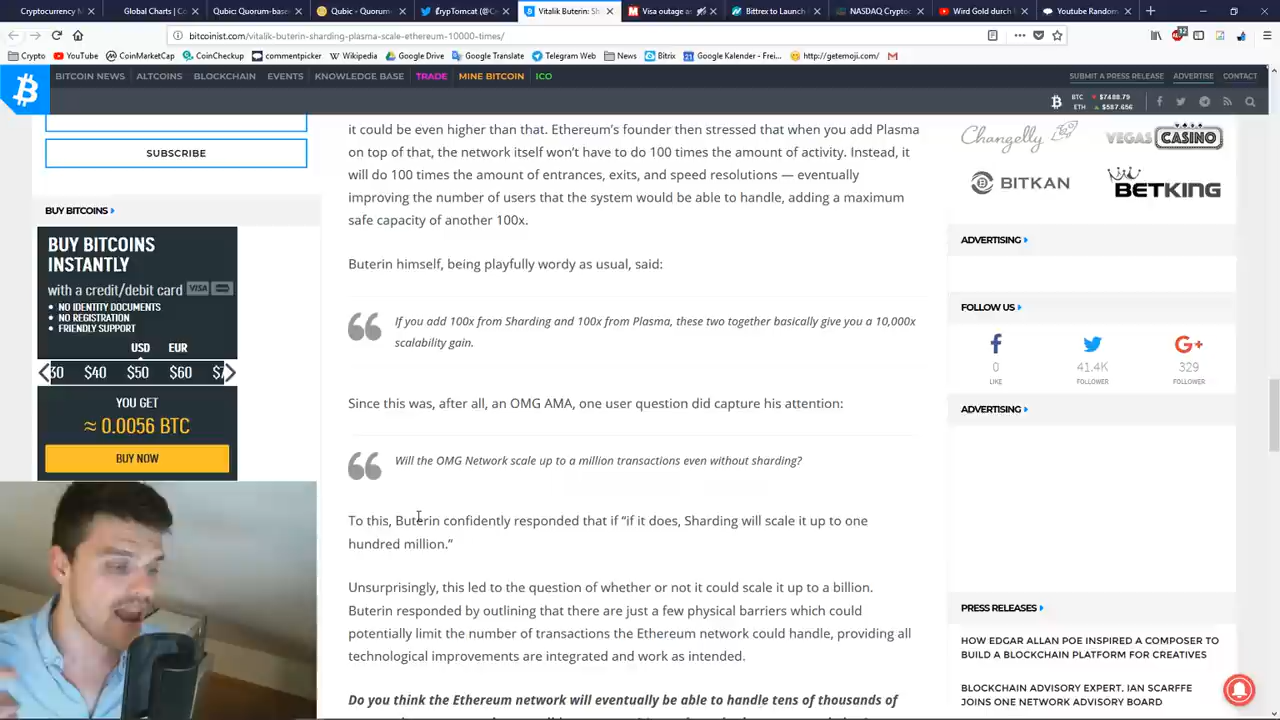 Cryptocurrency M
Global Charts | Co
Qubic: Quorum-base
Qubic - Quorum
CrypTomcat (@C
Vitalik Buterin: Sh
Visa outage a
Bittrex to Launch
NASDAQ Cryptoc
Wird Gold durch
Youtube Random
bitcoinist.com/vitalik-buterin-sharding-plasma-scale-ethereum-10000-times/
Crypto
YouTube
CoinMarketCap
CoinCheckup
commentpicker
Wikipedia
Google Drive
Google Translate
Telegram Web
News
Bitrix
Google Kalender - Frei...
http://getemoji.com/
BITCOIN NEWS
ALTCOINS
BLOCKCHAIN
EVENTS
KNOWLEDGE BASE
TRADE
MINE BITCOIN
ICO
SUBMIT A PRESS RELEASE
ADVERTISE
CONTACT
BTC $7488.79
ETH $587.656
SUBSCRIBE
BUY BITCOINS
BUY BITCOINS
INSTANTLY
with a credit/debit card VISA
NO IDENTITY DOCUMENTS
NO REGISTRATION
FRIENDLY SUPPORT
USD EUR
30 $40 $50 $60 $7
YOU GET
≈ 0.0056 BTC
BUY NOW
it could be even higher than that. Ethereum's founder then stressed that when you add Plasma
on top of that, the network itself won't have to do 100 times the amount of activity. Instead, it
will do 100 times the amount of entrances, exits, and speed resolutions — eventually
improving the number of users that the system would be able to handle, adding a maximum
safe capacity of another 100x.
Buterin himself, being playfully wordy as usual, said:
If you add 100x from Sharding and 100x from Plasma, these two together basically give you a 10,000x
scalability gain.
Since this was, after all, an OMG AMA, one user question did capture his attention:
Will the OMG Network scale up to a million transactions even without sharding?
To this, Buterin confidently responded that if "if it does, Sharding will scale it up to one
hundred million."
Unsurprisingly, this led to the question of whether or not it could scale it up to a billion.
Buterin responded by outlining that there are just a few physical barriers which could
potentially limit the number of transactions the Ethereum network could handle, providing all
technological improvements are integrated and work as intended.
Do you think the Ethereum network will eventually be able to handle tens of thousands of
Changelly
VEGAS CASINO
BITKAN
BETKING
ADVERTISING
FOLLOW US
0
LIKE
41.4K
FOLLOWER
329
FOLLOWER
ADVERTISING
PRESS RELEASES
HOW EDGAR ALLAN POE INSPIRED A COMPOSER TO
BUILD A BLOCKCHAIN PLATFORM FOR CREATIVES
BLOCKCHAIN ADVISORY EXPERT, IAN SCARFFE
JOINS ONE NETWORK ADVISORY BOARD